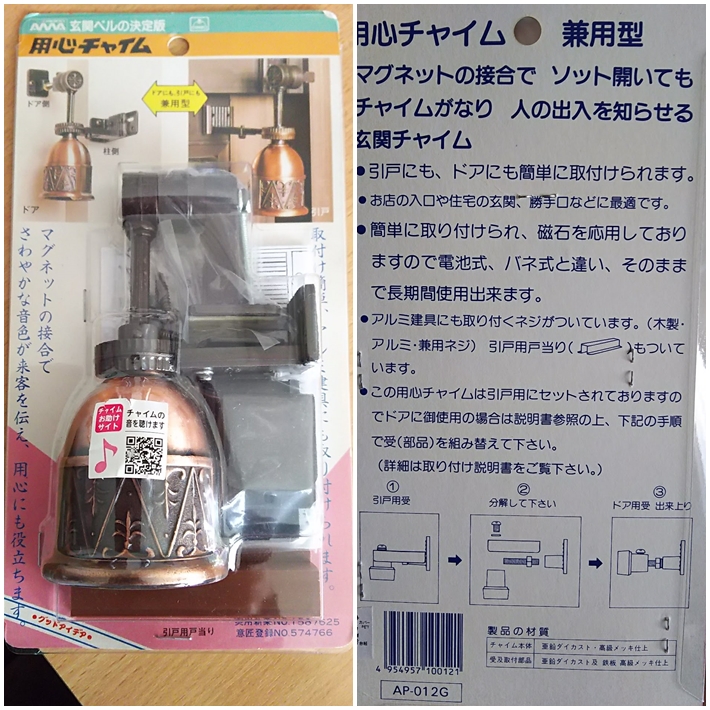 ANNA 玄関ベルの決定版
用心チャイム
ドアにも、引戸にも
兼用型
ドア側
柱側
ドア
引戸
マグネットの接合で
さわやかな音色が来客を伝え、用心にも役立ちます。
チャイム
お助け
サイト
チャイムの
音を聴けます
グッドアイデア
引戸用戸当り
実用新案NO.1587625
意匠登録NO.574766
用心チャイム 兼用型
マグネットの接合で ソット開いても
チャイムがなり 人の出入を知らせる
玄関チャイム
●引戸にも、ドアにも簡単に取付けられます。
●お店の入口や住宅の玄関、勝手口などに最適です。
●簡単に取り付けられ、磁石を応用しており
ますので電池式、バネ式と違い、そのまま
で長期間使用出来ます。
●アルミ建具にも取り付くネジがついています。(木製・
アルミ・兼用ネジ) 引戸用戸当り( )もついて
います。
●この用心チャイムは引戸用にセットされておりますの
でドアに御使用の場合は説明書参照の上、下記の手順
で受(部品)を組み替えて下さい。
(詳細は取り付け説明書をご覧下さい。)
① ② ③
引戸用受 分解して下さい ドア用受 出来上り
製品の材質
チャイム本体 亜鉛ダイカスト・高級メッキ仕上
受及取付部品 亜鉛ダイカスト及 鉄板 高級メッキ仕上
4 954957 100121
AP-012G